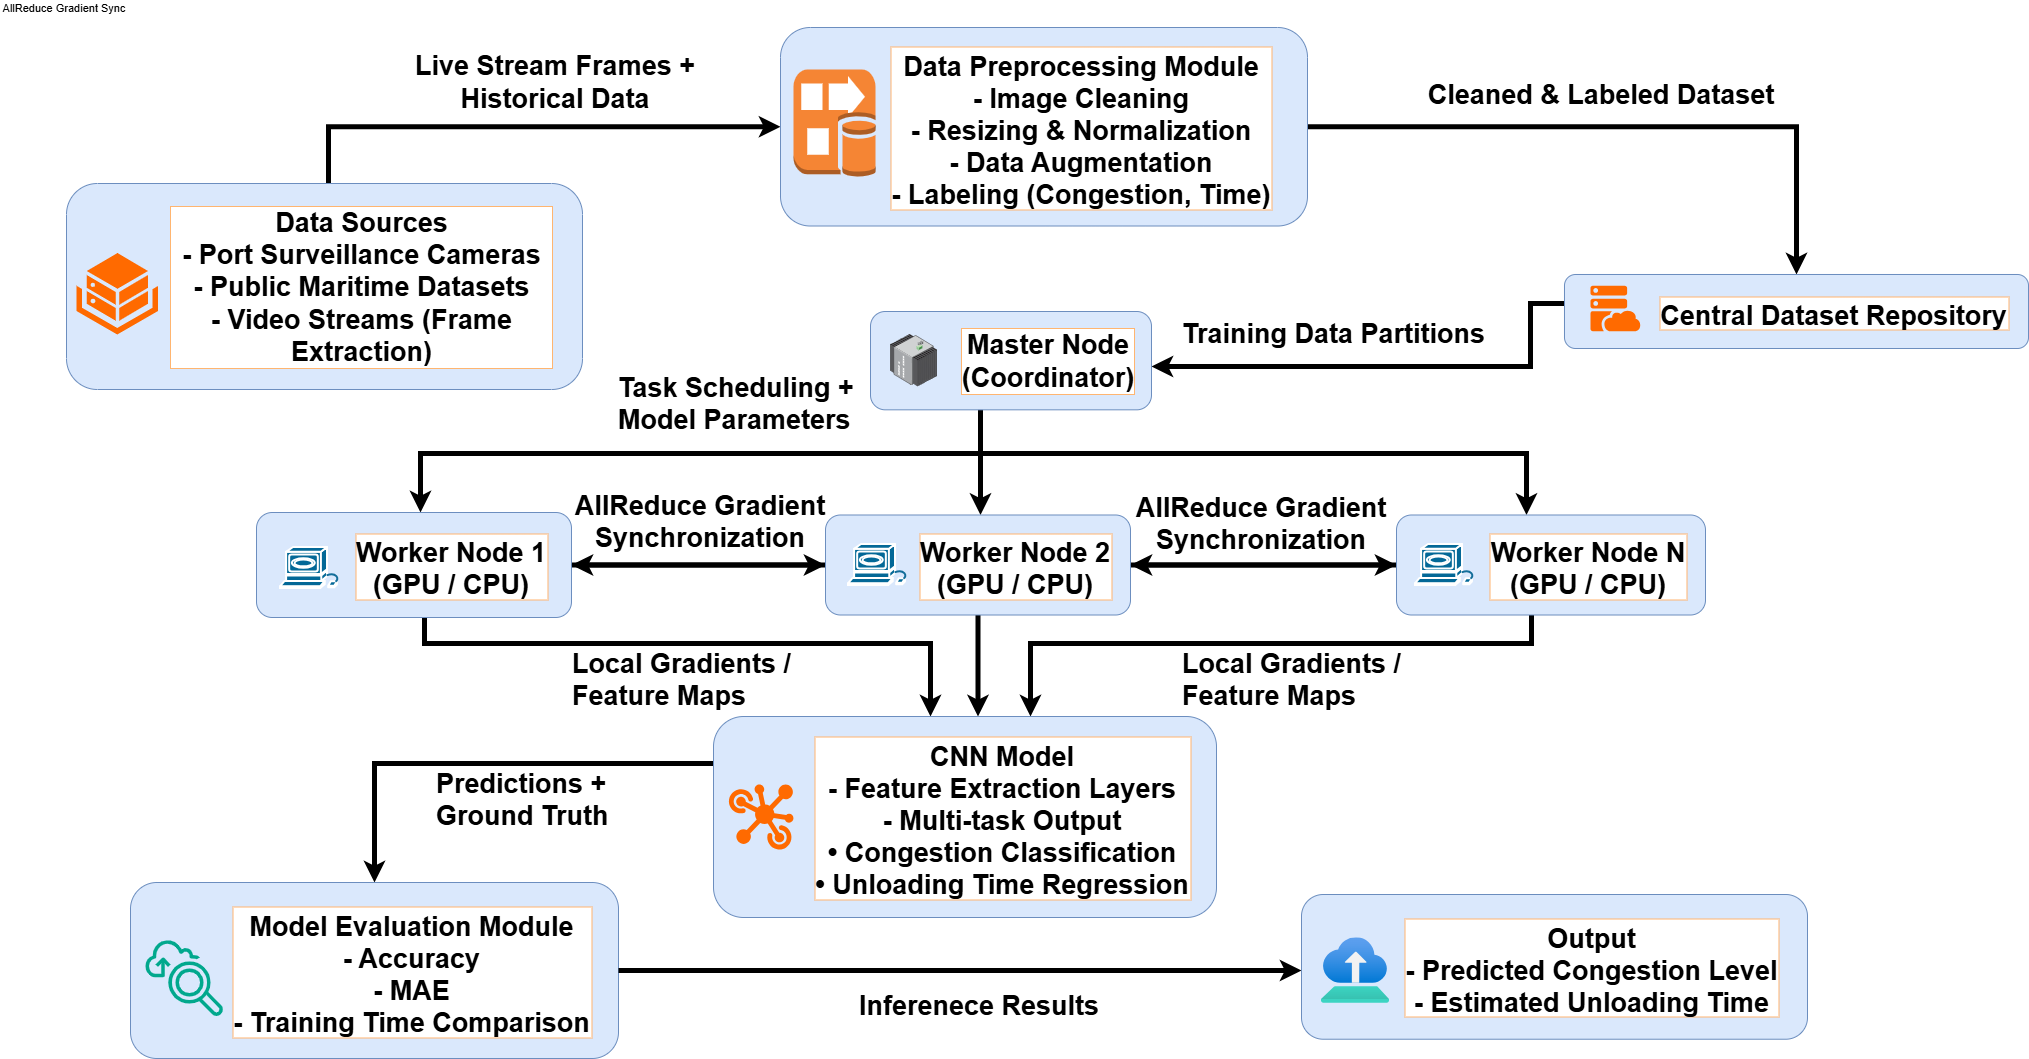 AllReduce Gradient Sync
Live Stream Frames +
Historical Data
Data Preprocessing Module
- Image Cleaning
- Resizing & Normalization
- Data Augmentation
- Labeling (Congestion, Time)
Cleaned & Labeled Dataset
Data Sources
- Port Surveillance Cameras
- Public Maritime Datasets
- Video Streams (Frame
Extraction)
Central Dataset Repository
Training Data Partitions
Master Node
(Coordinator)
Task Scheduling +
Model Parameters
AllReduce Gradient
Synchronization
AllReduce Gradient
Synchronization
Worker Node 1
(GPU / CPU)
Worker Node 2
(GPU / CPU)
Worker Node N
(GPU / CPU)
Local Gradients /
Feature Maps
Local Gradients /
Feature Maps
CNN Model
- Feature Extraction Layers
- Multi-task Output
• Congestion Classification
• Unloading Time Regression
Predictions +
Ground Truth
Model Evaluation Module
- Accuracy
- MAE
- Training Time Comparison
Inferenece Results
Output
- Predicted Congestion Level
- Estimated Unloading Time